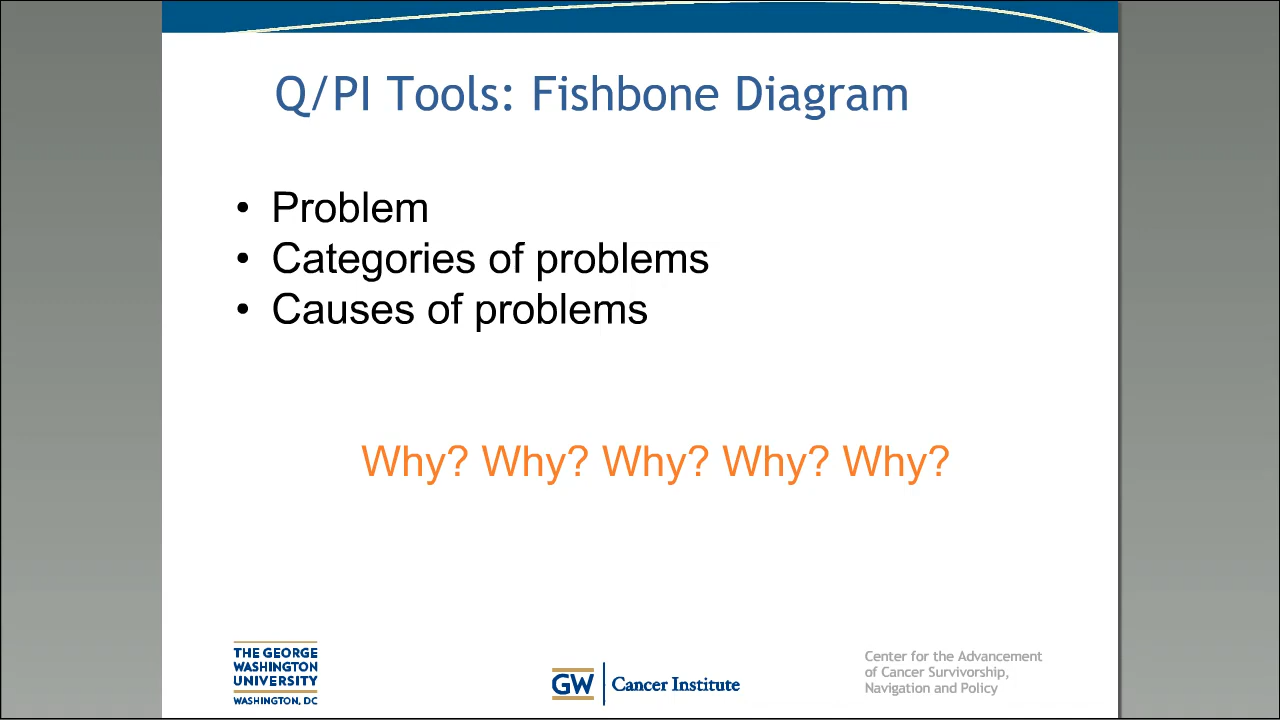 Q/PI Tools: Fishbone Diagram
• Problem
• Categories of problems
• Causes of problems
Why? Why? Why? Why? Why?
THE GEORGE
WASHINGTON
UNIVERSITY
WASHINGTON, DC
GW Cancer Institute
Center for the Advancement
of Cancer Survivorship,
Navigation and Policy